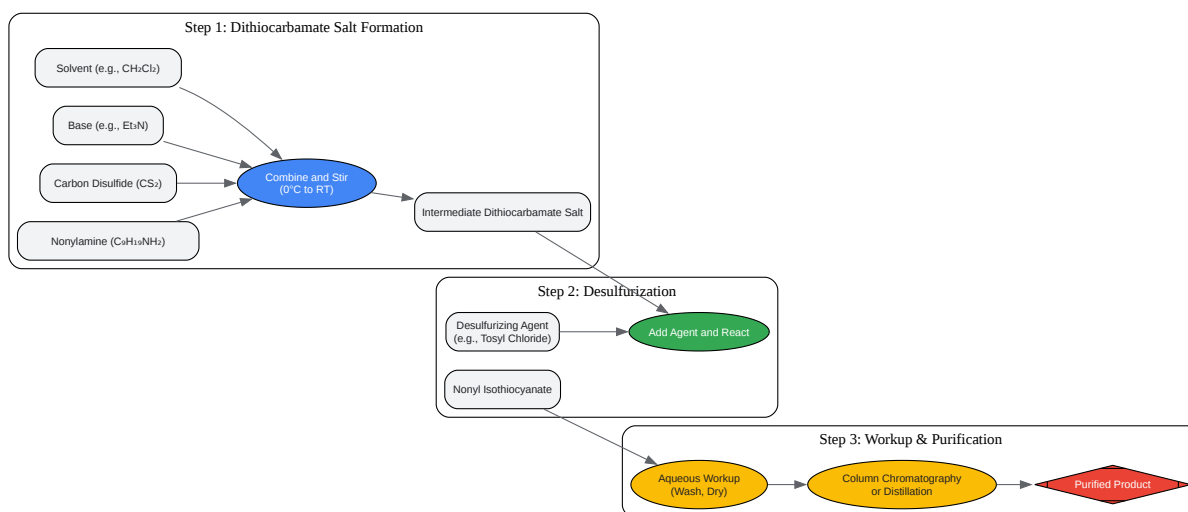 Step 1: Dithiocarbamate Salt Formation
Solvent (e.g., CH₂Cl₂)
Base (e.g., Et₃N)
Carbon Disulfide (CS₂)
Nonylamine (C₉H₁₉NH₂)
Combine and Stir
(0°C to RT)
Intermediate Dithiocarbamate Salt
Step 2: Desulfurization
Desulfurizing Agent
(e.g., Tosyl Chloride)
Add Agent and React
Nonyl Isothiocyanate
Step 3: Workup & Purification
Aqueous Workup
(Wash, Dry)
Column Chromatography
or Distillation
Purified Product